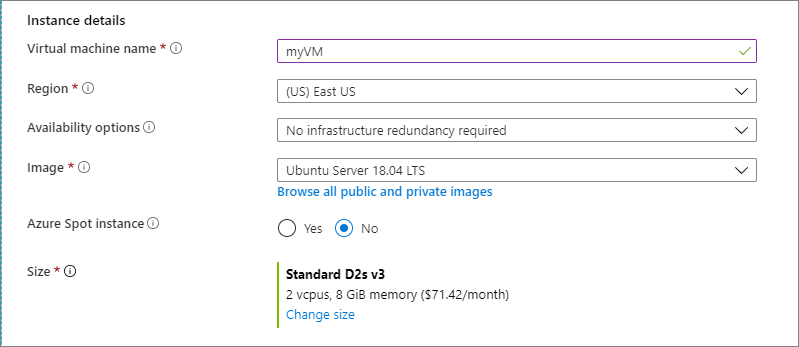 Instance details
Virtual machine name *
myVM
Region *
(US) East US
Availability options
No infrastructure redundancy required
Image *
Ubuntu Server 18.04 LTS
Browse all public and private images
Azure Spot instance
Yes No
Size *
Standard D2s v3
2 vcpus, 8 GiB memory ($71.42/month)
Change size